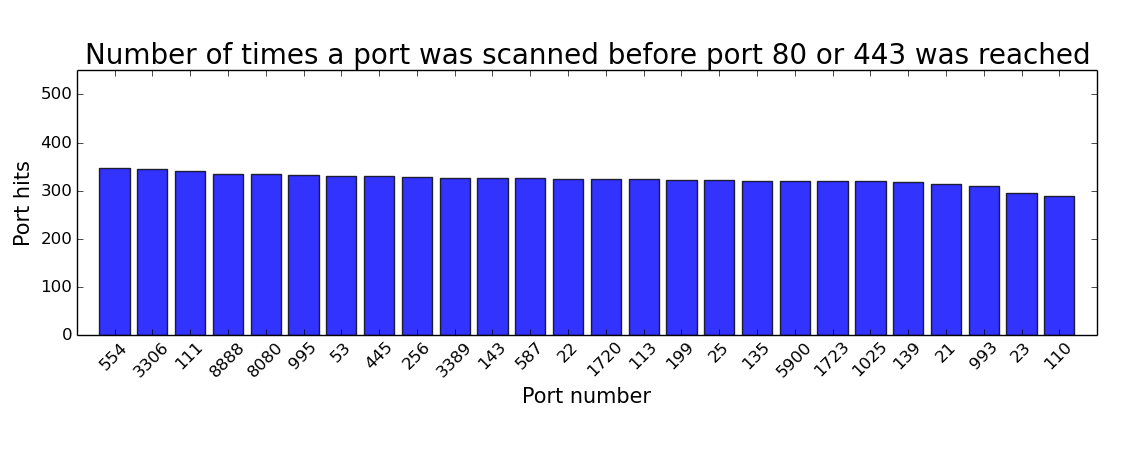 Number of times a port was scanned before port 80 or 443 was reached
500
400
300
200
100
0
Port hits
554 3306 111 8888 8080 995 53 445 256 3389 143 587 22 1720 113 199 25 135 5900 1723 1025 139 21 993 23 110
Port number